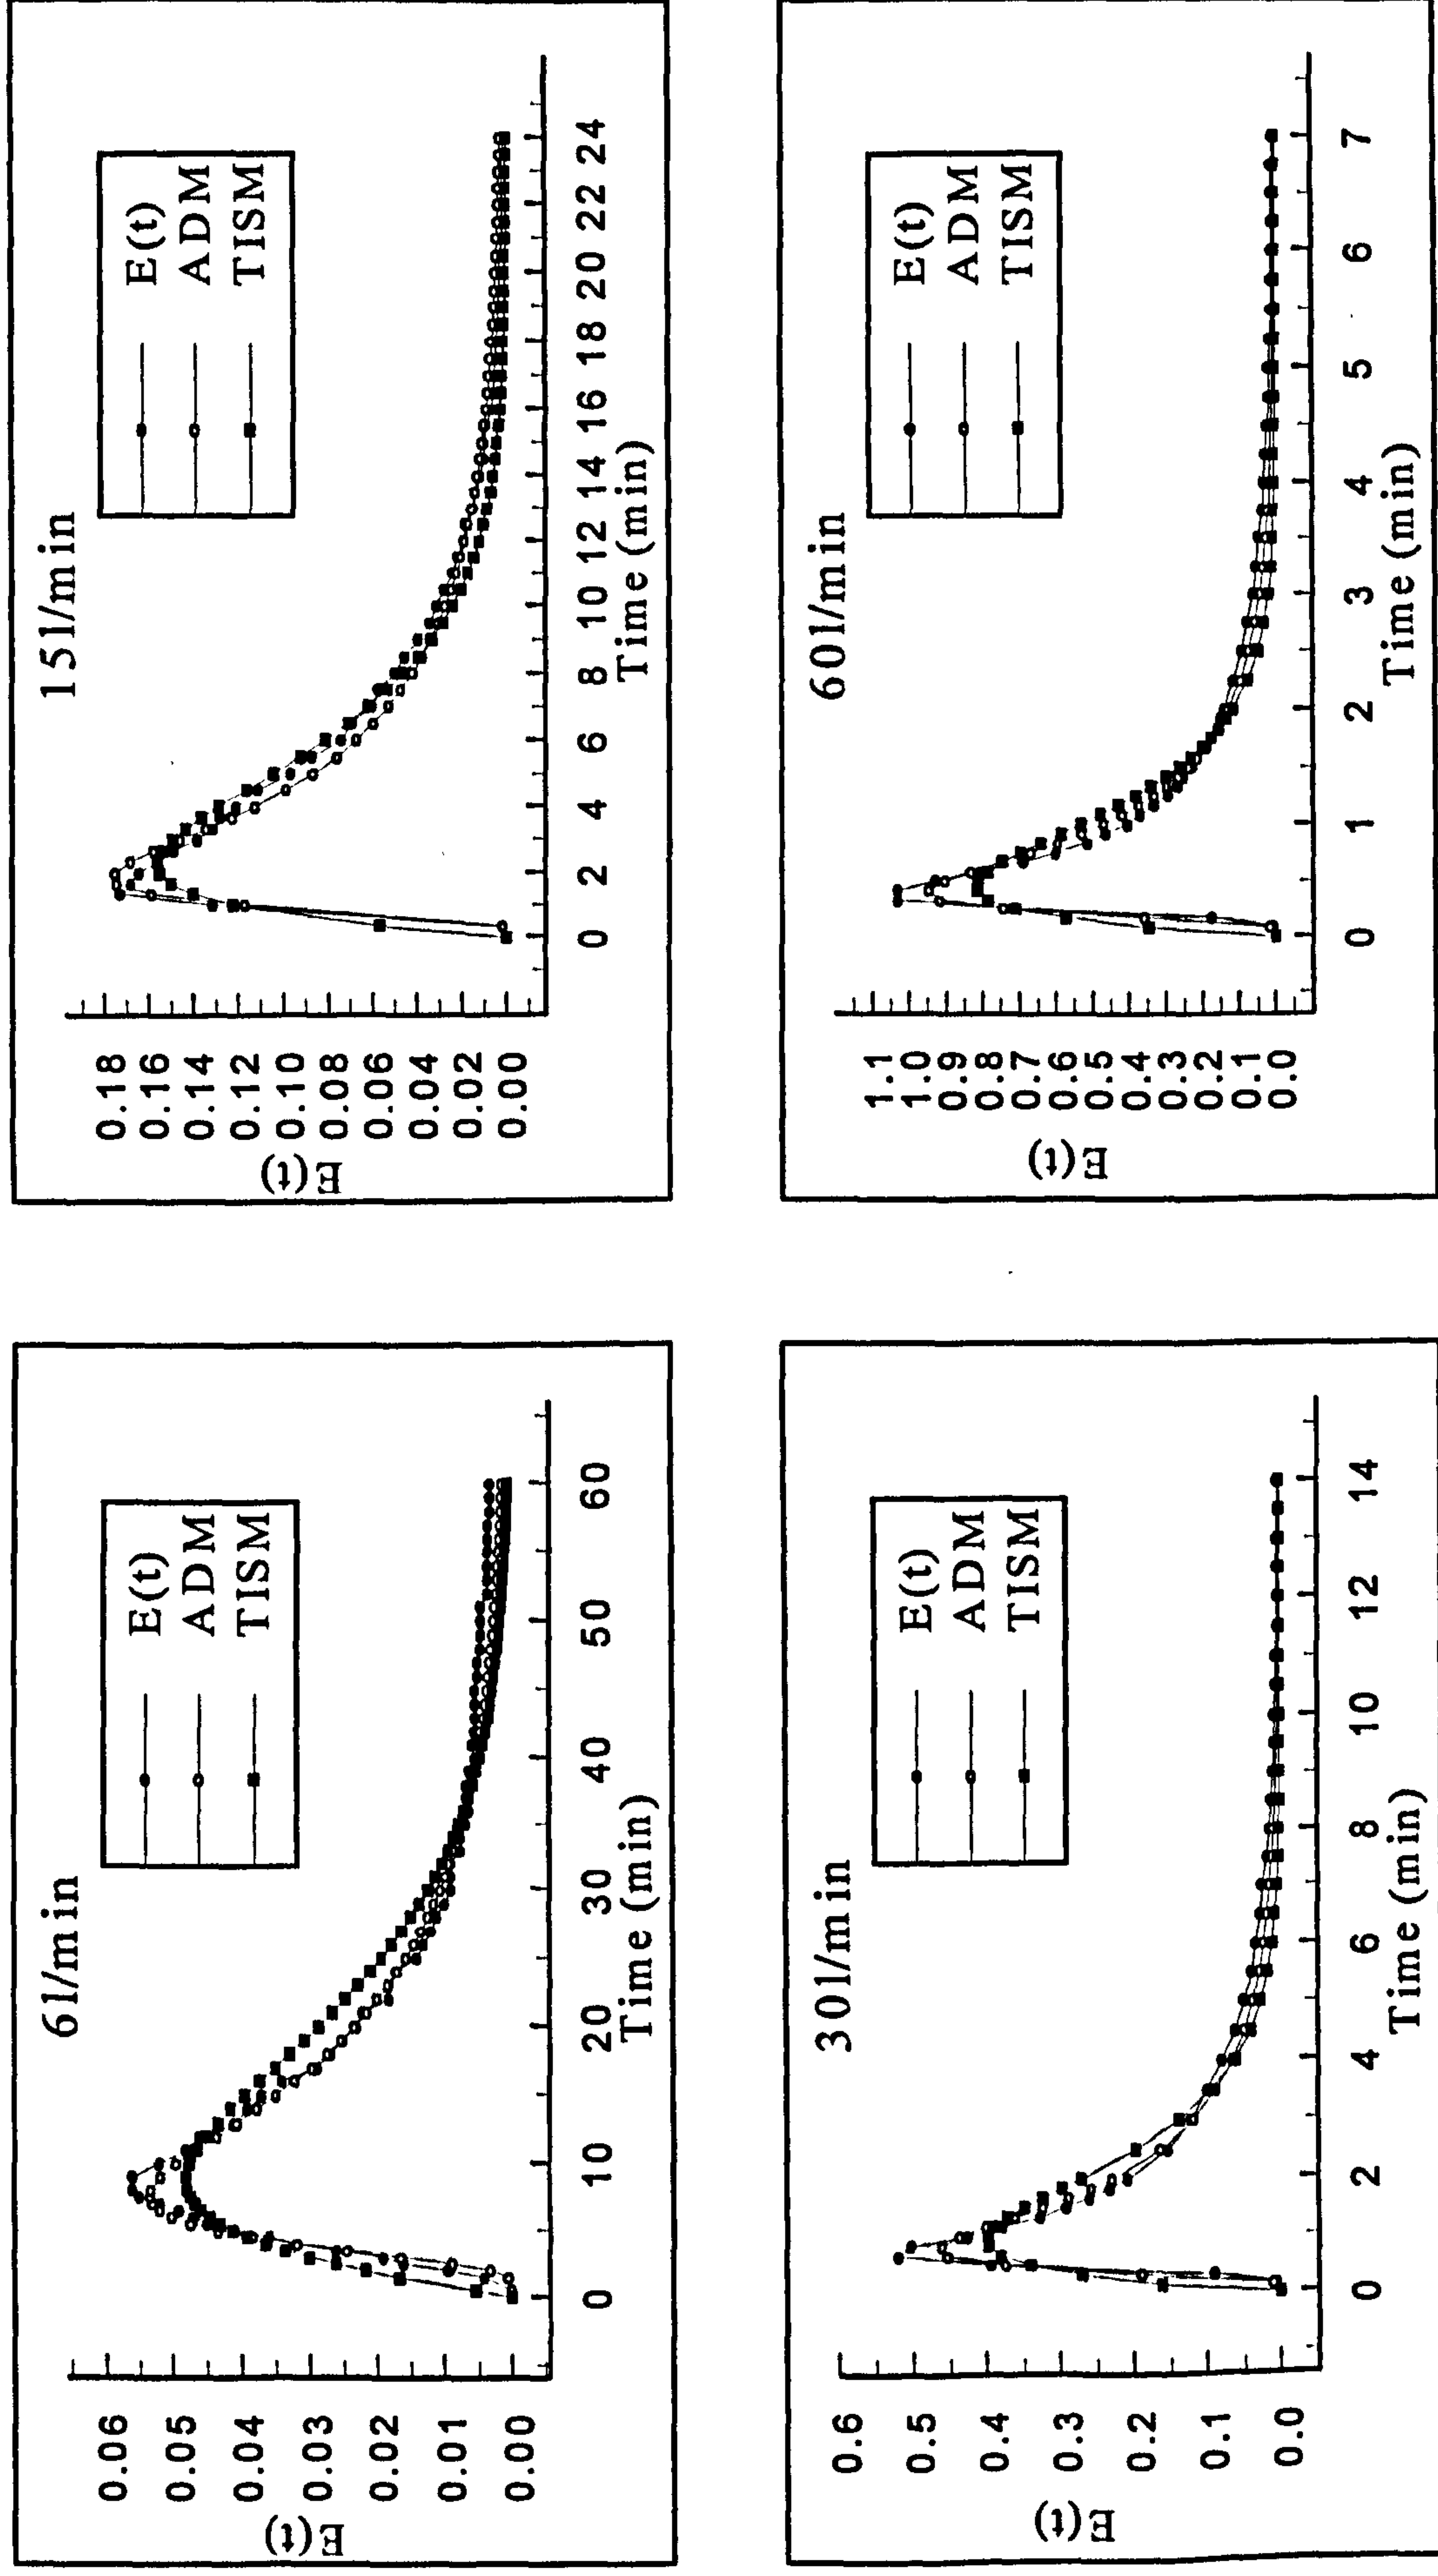 6l/min
E(t)
ADM
TISM
E(t)
0.06
0.05
0.04
0.03
0.02
0.01
0.00
0 10 20 30 40 50 60
Time (min)
15l/min
E(t)
ADM
TISM
E(t)
0.18
0.16
0.14
0.12
0.10
0.08
0.06
0.04
0.02
0.00
0 2 4 6 8 10 12 14 16 18 20 22 24
Time (min)
30l/min
E(t)
ADM
TISM
E(t)
0.6
0.5
0.4
0.3
0.2
0.1
0.0
0 2 4 6 8 10 12 14
Time (min)
60l/min
E(t)
ADM
TISM
E(t)
1.1
1.0
0.9
0.8
0.7
0.6
0.5
0.4
0.3
0.2
0.1
0.0
0 1 2 3 4 5 6 7
Time (min)